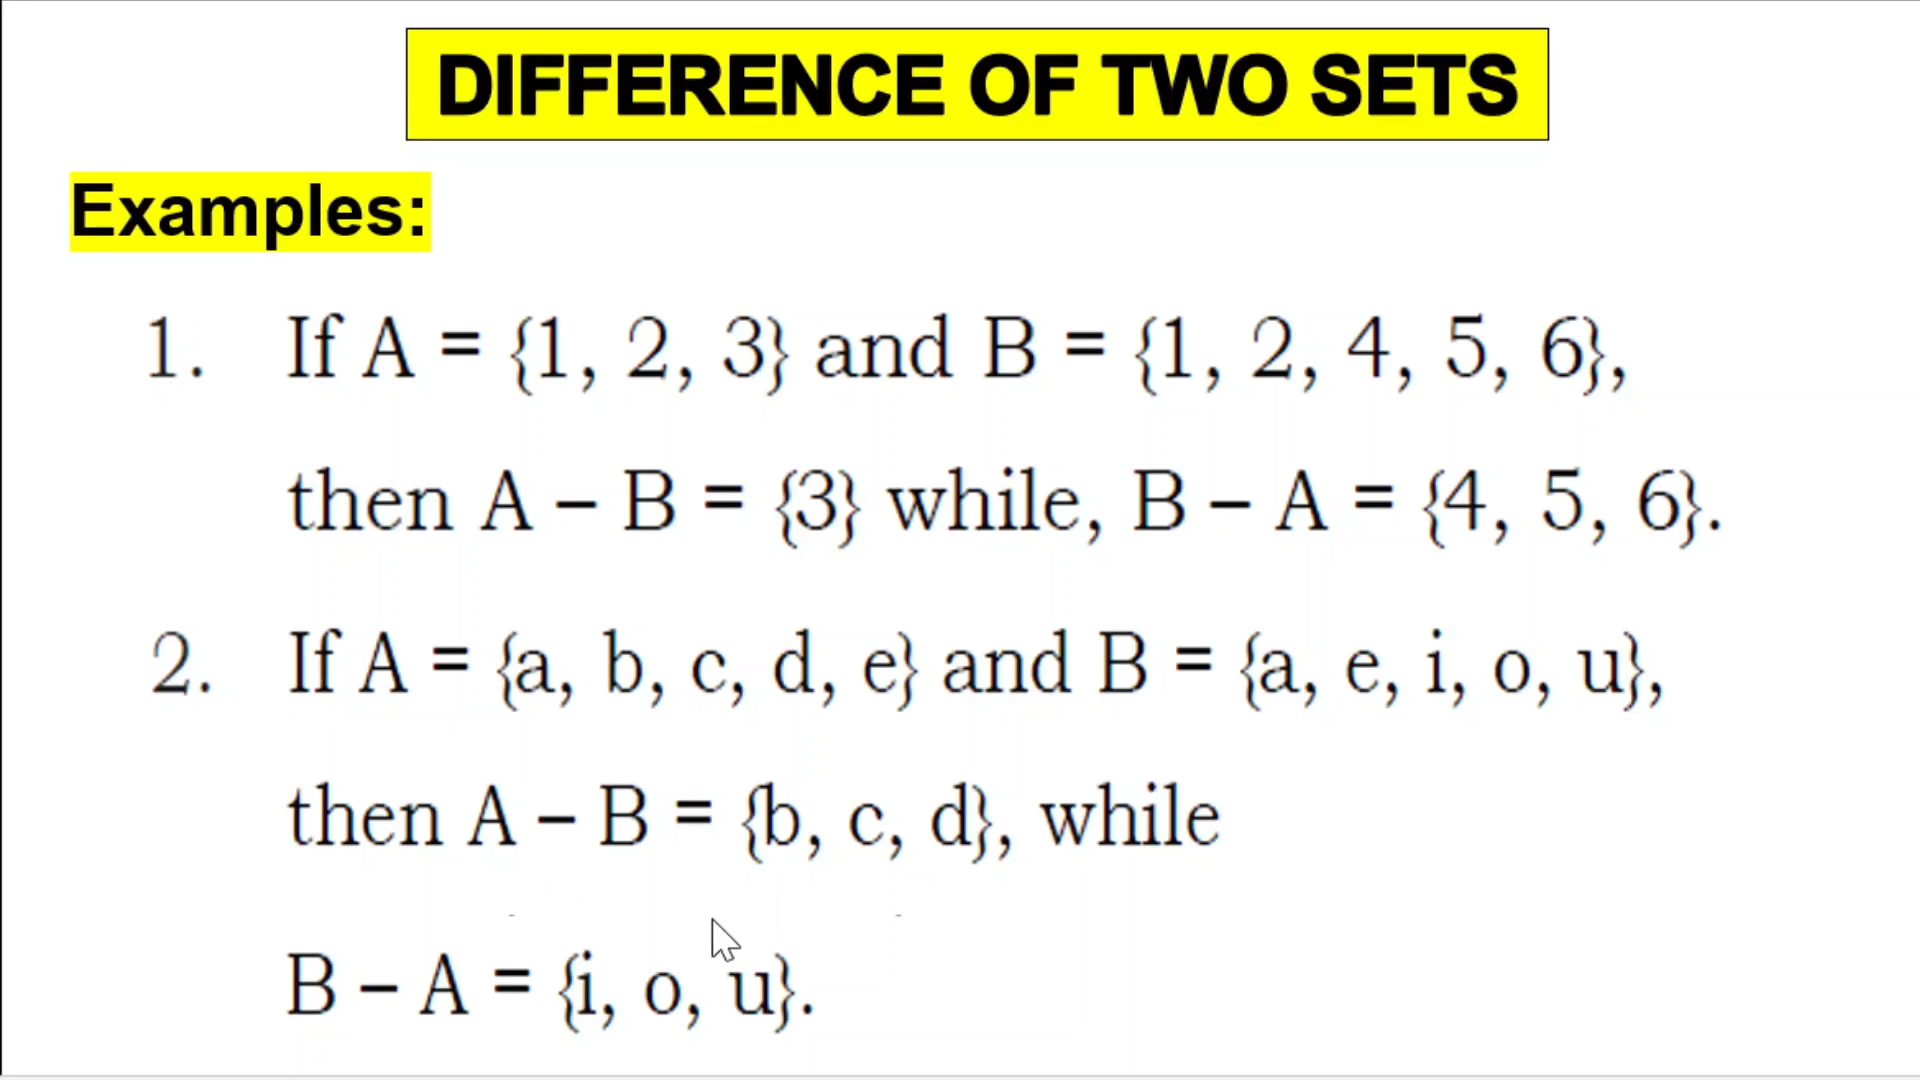 DIFFERENCE OF TWO SETS
Examples:
1. If A = {1, 2, 3} and B = {1, 2, 4, 5, 6},
then A – B = {3} while, B – A = {4, 5, 6}.
2. If A = {a, b, c, d, e} and B = {a, e, i, o, u},
then A – B = {b, c, d}, while
B – A = {i, o, u}.